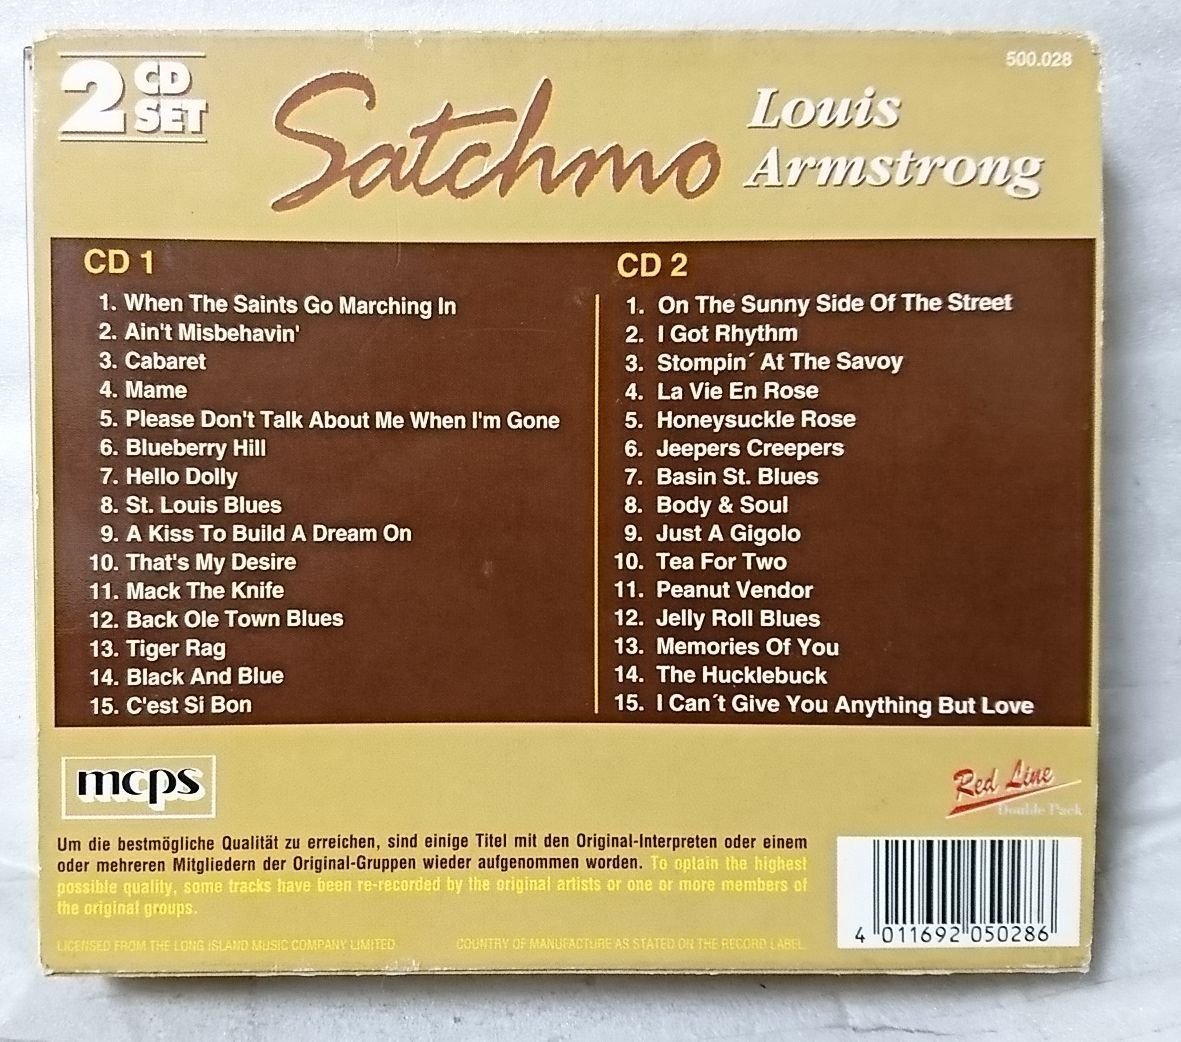 2 CD SET
Satchmo
Louis Armstrong
500.028
CD 1
1. When The Saints Go Marching In
2. Ain't Misbehavin'
3. Cabaret
4. Mame
5. Please Don't Talk About Me When I'm Gone
6. Blueberry Hill
7. Hello Dolly
8. St. Louis Blues
9. A Kiss To Build A Dream On
10. That's My Desire
11. Mack The Knife
12. Back Ole Town Blues
13. Tiger Rag
14. Black And Blue
15. C'est Si Bon
CD 2
1. On The Sunny Side Of The Street
2. I Got Rhythm
3. Stompin´ At The Savoy
4. La Vie En Rose
5. Honeysuckle Rose
6. Jeepers Creepers
7. Basin St. Blues
8. Body & Soul
9. Just A Gigolo
10. Tea For Two
11. Peanut Vendor
12. Jelly Roll Blues
13. Memories Of You
14. The Hucklebuck
15. I Can´t Give You Anything But Love
mcps
Red Line
Double Pack
Um die bestmögliche Qualität zu erreichen, sind einige Titel mit den Original-Interpreten oder einem
oder mehreren Mitgliedern der Original-Gruppen wieder aufgenommen worden. To optain the highest
possible quality, some tracks have been re-recorded by the original artists or one or more members of
the original groups.
LICENSED FROM THE LONG ISLAND MUSIC COMPANY LIMITED
COUNTRY OF MANUFACTURE AS STATED ON THE RECORD LABEL.
4 011692 050286